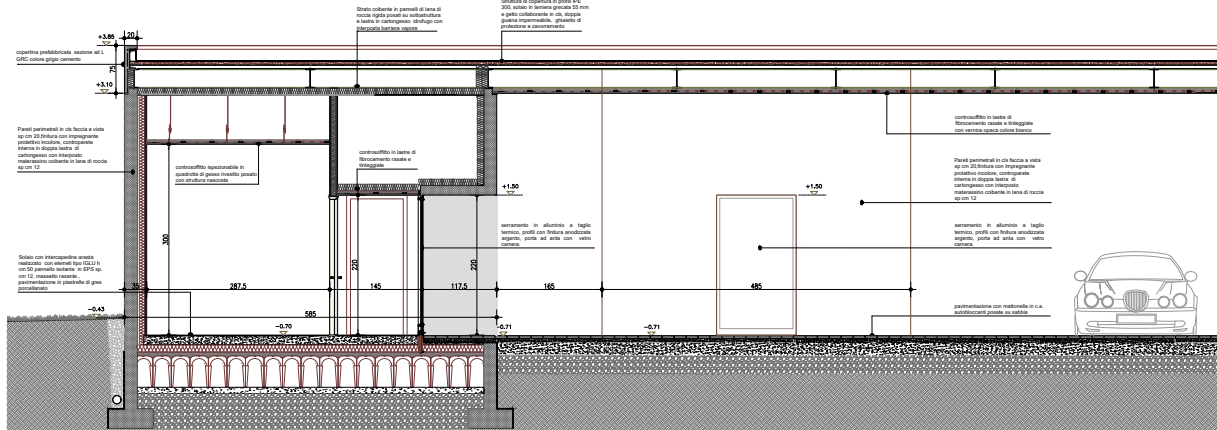 Strato coibente in pannelli di lana di
roccia rigida posati su sottostruttura
e lastra in cartongesso idrofugo con
interposta barriera vapore
Struttura di copertura in profili IPE
300, solaio in lamiera grecata 55 mm
e getto collaborante in cls, doppia
guaina impermeabile, ghiaietto di
protezione e zavorramento
+3.85
20
copertina prefabbricata sezione ad L
GRC colore grigio cemento
75
+3.10
Pareti perimetrali in cls faccia a vista
sp cm 20,finitura con impregnante
protettivo incolore, controparete
interna in doppia lastra di
cartongesso con interposto
materassino coibente in lana di roccia
sp cm 12
controsoffitto ispezionabile in
quadrotte di gesso rivestito posato
con struttura nascosta
controsoffitto in lastre di
fibrocemento rasate e
tinteggiate
controsoffitto in lastre di
fibrocemento rasate e tinteggiate
con vernice opaca colore bianco
Pareti perimetrali in cls faccia a vista
sp cm 20,finitura con impregnante
protettivo incolore, controparete
interna in doppia lastra di
cartongesso con interposto
materassino coibente in lana di roccia
sp cm 12
+1.50
+1.50
serramento in alluminio a taglio
termico, profili con finitura anodizzata
argento, porta ad anta con vetro
camera.
serramento in alluminio a taglio
termico, profili con finitura anodizzata
argento, porta ad anta con vetro
camera.
300
220
220
Solaio con intercapedine areata
realizzato con elemeti tipo IGLU h
cm 50 pannello isolante in EPS sp.
cm 12, massetto rasante ,
pavimentazione in piastrelle di gres
porcellanato
35
287.5
145
117.5
165
485
585
-0.43
-0.70
-0.71
-0.71
pavimentazione con mattonelle in c.a.
autobloccanti posate su sabbia